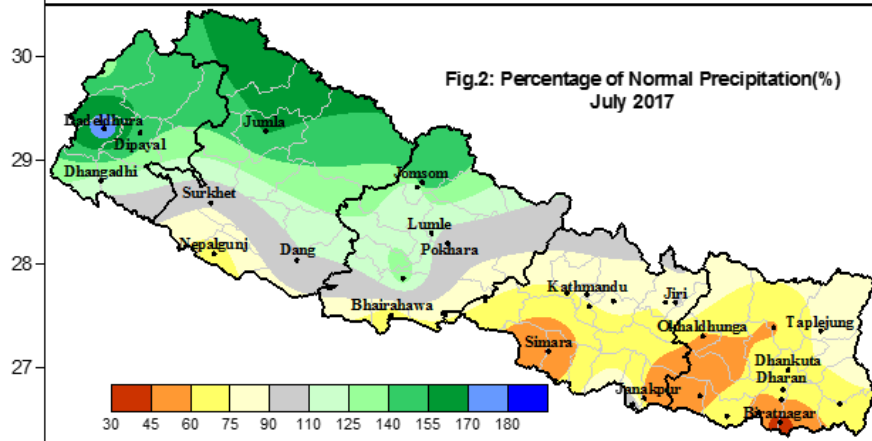 30
Fig.2: Percentage of Normal Precipitation(%)
July 2017
Dadeldhura
Jumla
Dipayal
29
Jomsom
Dhangadhi
Surkhet
Lumle
Nepalgunj
Dang
Pokhara
28
Kathmandu
Jiri
Bhairahawa
Okhaldhunga
Taplejung
Simara
27
Dhankuta
Dharan
Janakpur
Biratnagar
30 45 60 75 90 110 125 140 155 170 180